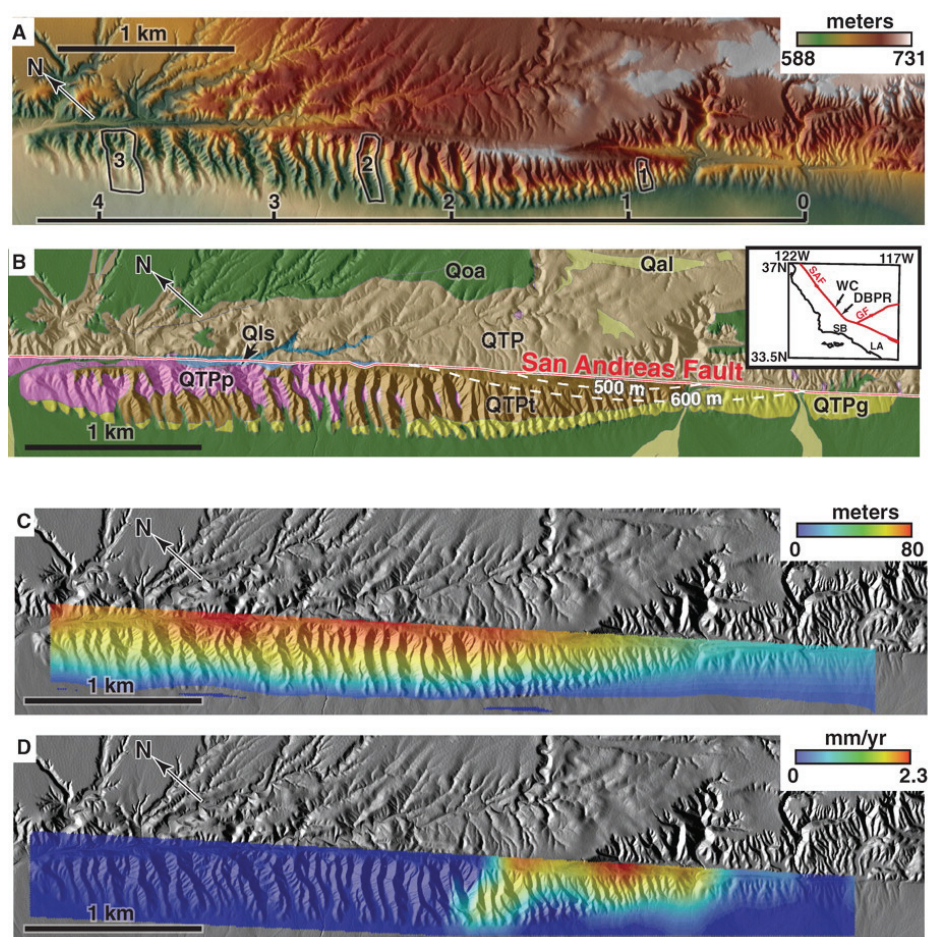 A
1 km
meters
588 731
N
3
2
1
4 3 2 1 0
B
N
Qoa
Qal
Qls
QTP
QTPp
San Andreas Fault
500 m
QTPt
600 m
QTPg
1 km
122W 117W
37N
SAF
WC
DBPR
GF
SB
LA
33.5N
C
N
meters
0 80
1 km
D
N
mm/yr
0 2.3
1 km